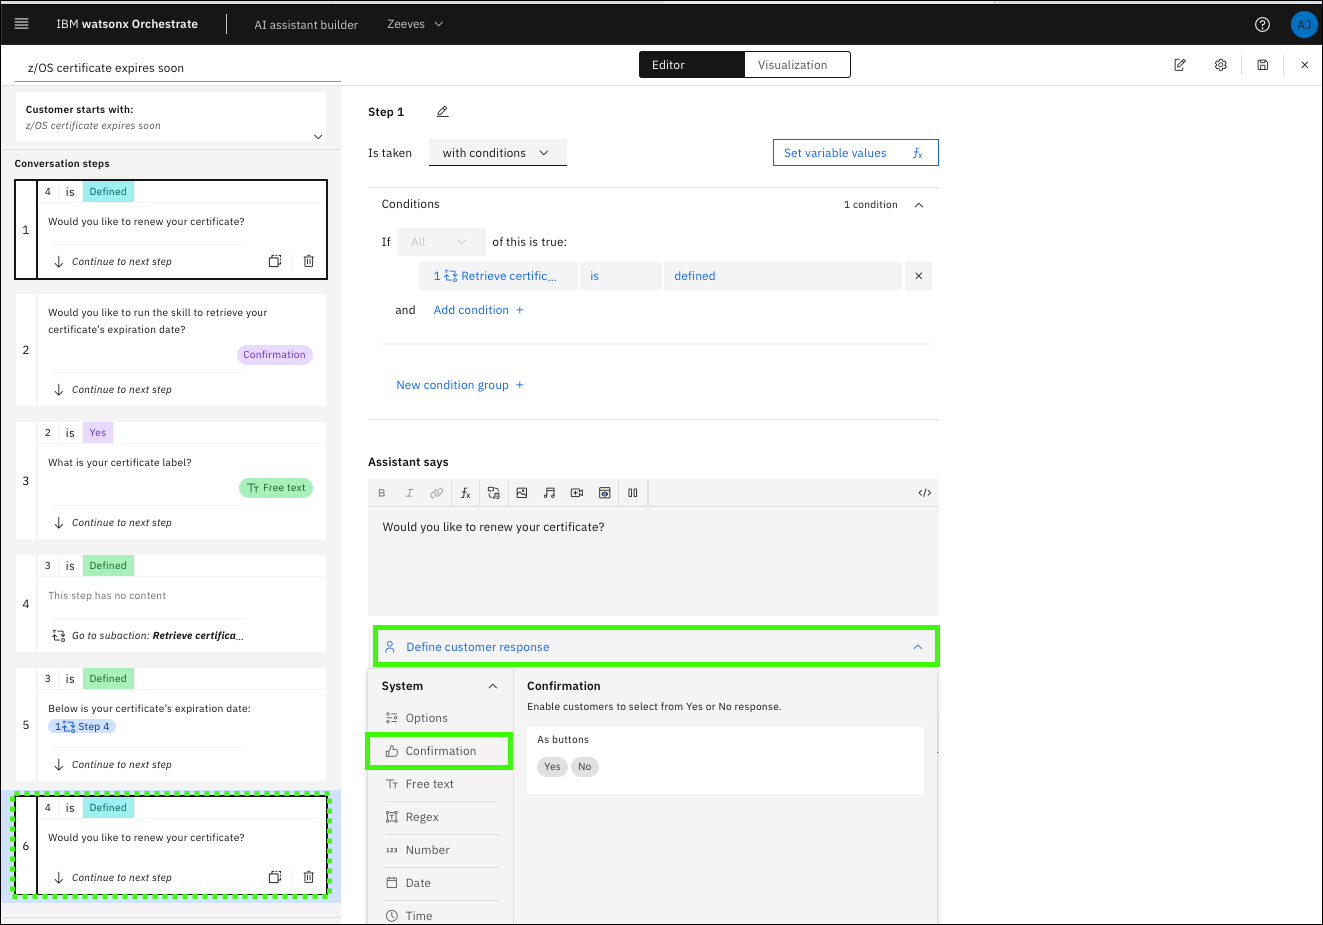 IBM watsonx Orchestrate
AI assistant builder
Zeeves
AJ
z/OS certificate expires soon
Editor
Visualization
Customer starts with:
z/OS certificate expires soon
Conversation steps
1
4 is Defined
Would you like to renew your certificate?
Continue to next step
2
Would you like to run the skill to retrieve your
certificate's expiration date?
Confirmation
Continue to next step
3
2 is Yes
What is your certificate label?
Free text
Continue to next step
4
3 is Defined
This step has no content
Go to subaction: Retrieve certifica...
5
3 is Defined
Below is your certificate's expiration date:
1 Step 4
Continue to next step
6
4 is Defined
Would you like to renew your certificate?
Continue to next step
Step 1
Is taken with conditions
Set variable values fx
Conditions
1 condition
If All of this is true:
1 Retrieve certific... is defined
and Add condition +
New condition group +
Assistant says
B I fx </>
Would you like to renew your certificate?
Define customer response
System
Options
Confirmation
Free text
Regex
123 Number
Date
Time
Confirmation
Enable customers to select from Yes or No response.
As buttons
Yes No